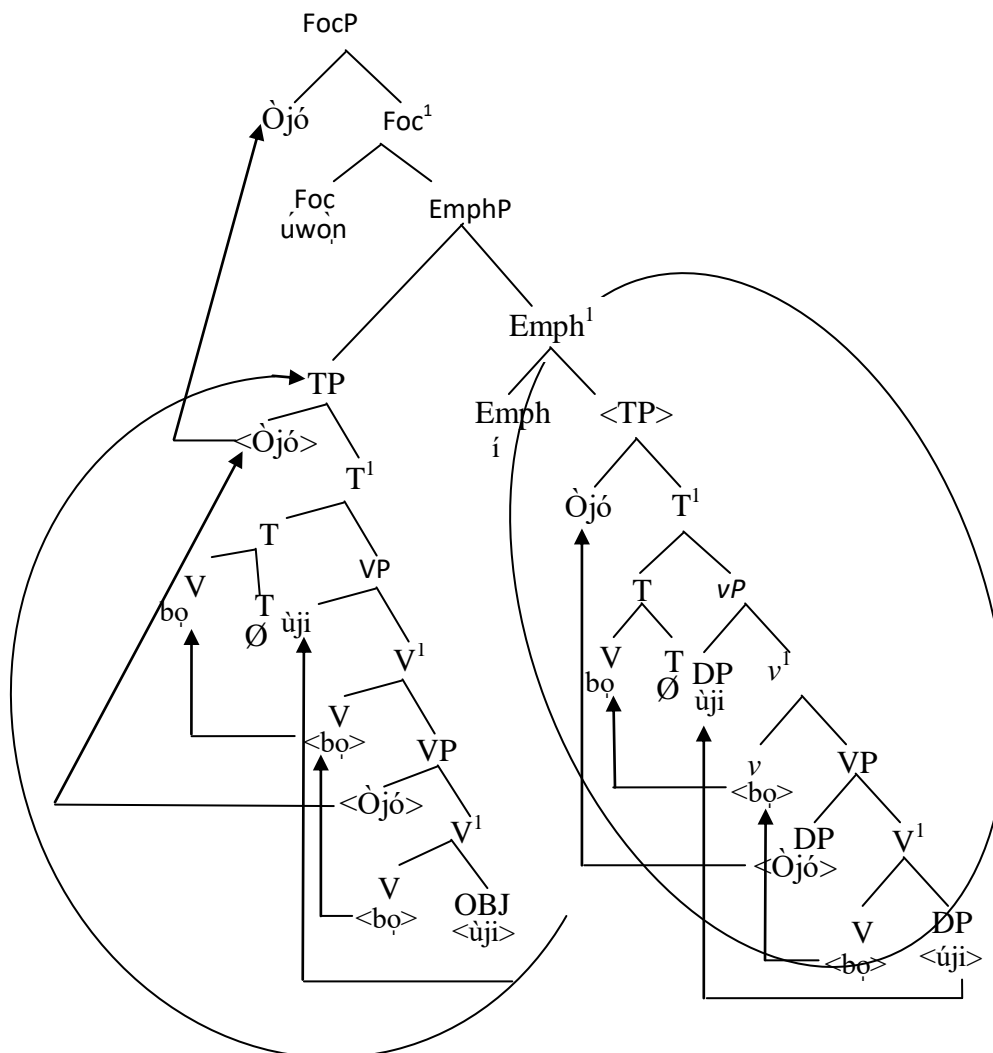 FocP
Òjó Foc¹
Foc EmphP
úwọ̀n
Emph¹
TP
Emph <TP>
í
<Òjó>
T¹
Òjó T¹
T VP
T vP
V T ùji
bọ Ø
V T DP v¹
bọ Ø ùji
V¹
V VP
<bọ>
v VP
<bọ>
<Òjó> V¹
DP V¹
<Òjó>
V OBJ
<bọ> <ùji>
V DP
<bọ> <úji>